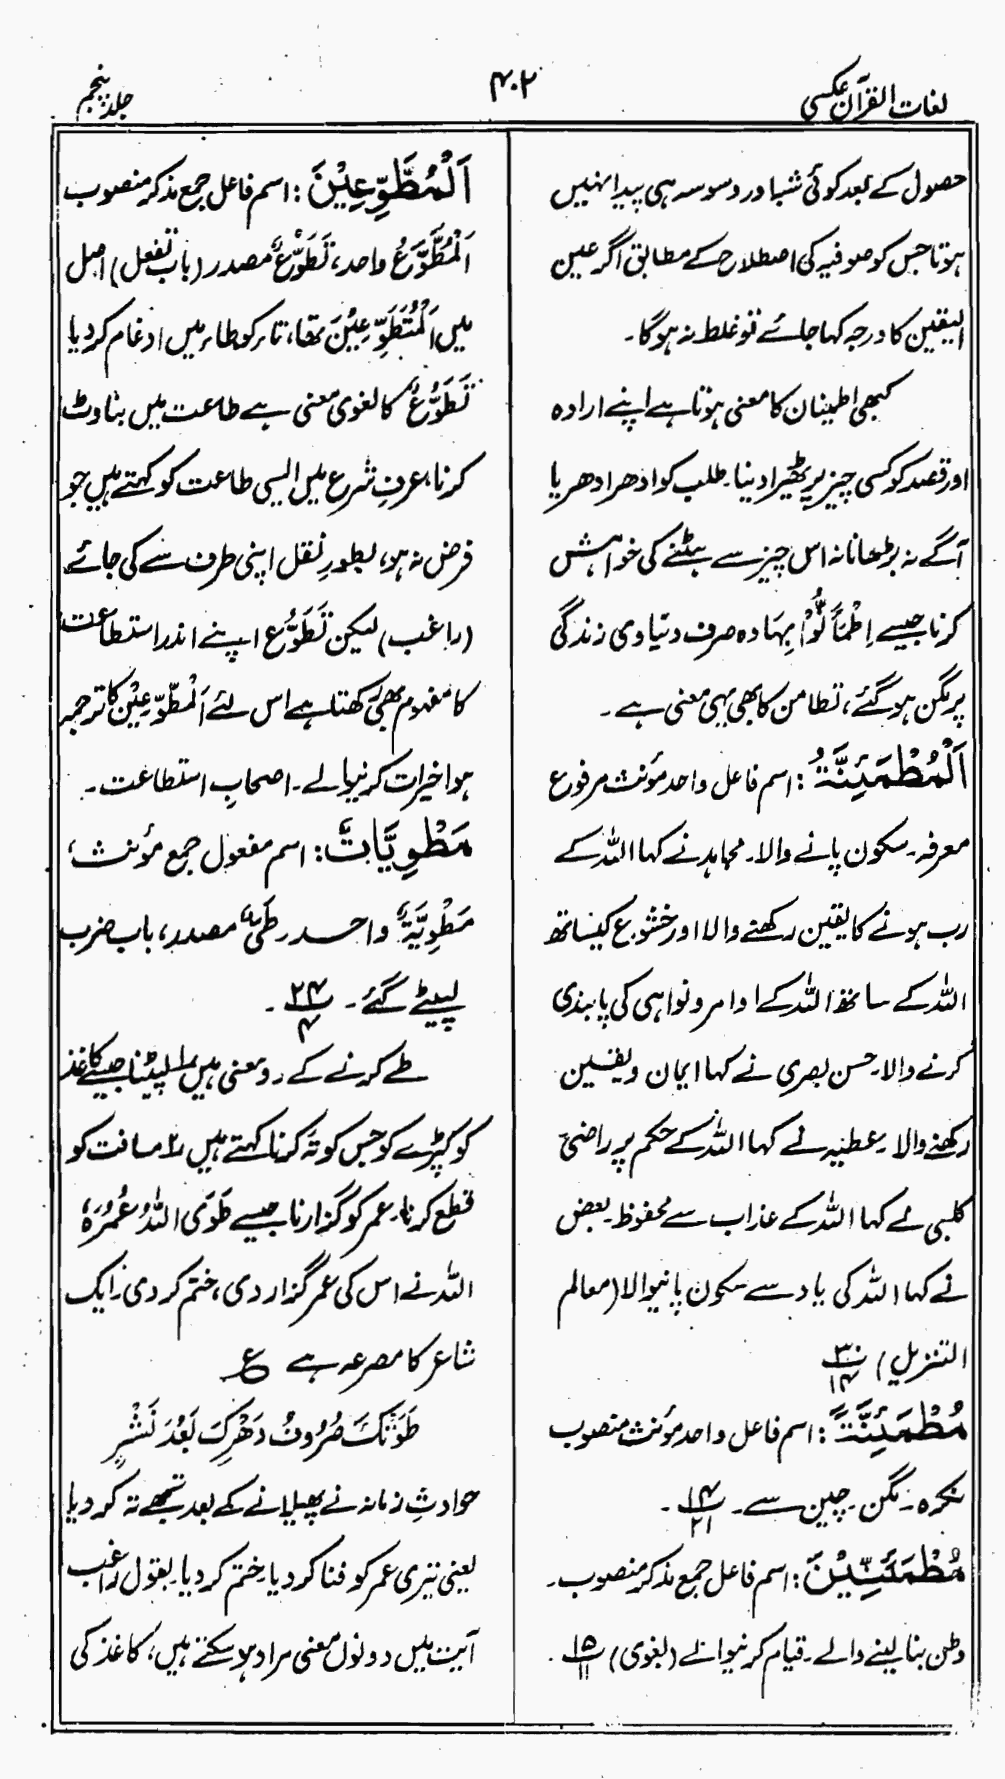 لغات القرآن عکسی
۴۰۲
جلد پنجم
حصول کے بعد کوئی شبہ اور وسوسہ ہی پیدا نہیں
ہوتا جس کو صوفیہ کی اصطلاح کے مطابق اگر عین
الیقین کا درجہ کہا جائے تو غلط نہ ہوگا۔
کبھی اطمینان کا معنی ہوتا ہے اپنے ارادہ
اور قصد کو کسی چیز پر ٹھیرا دینا۔ طلب کو ادھر ادھر یا
آگے نہ بڑھانا نہ اس چیز سے ہٹنے کی خواہش
کرنا جیسے اِطْمَأَنُّوْا بِہَا وہ صرف دنیاوی زندگی
پر مگن ہو گئے، تطامن کا بھی یہی معنی ہے۔
اَلْمُطْمَئِنَّۃُ: اسم فاعل واحد مؤنث مرفوع
معرفہ۔ سکون پانے والا۔ مجاہد نے کہا اللہ کے
رب ہونے کا یقین رکھنے والا اور خشوع کیساتھ
اللہ کے ساتھ اللہ کے اوامر و نواہی کی پابندی
کرنے والا۔ حسن بصری نے کہا ایمان و یقین
رکھنے والا۔ عطیہ نے کہا اللہ کے حکم پر راضی
کلبی نے کہا اللہ کے عذاب سے محفوظ۔ بعض
نے کہا اللہ کی یاد سے سکون پانیوالا (معالم
التنزیل) ۳۰/۱۴
مُطْمَئِنَّۃً: اسم فاعل واحد مؤنث منصوب
نکرہ۔ مگن۔ چین سے۔ ۱۴/۲۱۔
مُطْمَئِنِّیْنَ: اسم فاعل جمع مذکر منصوب۔
وطن بنا لینے والے۔ قیام کرنیوالے (بغوی) ۱۵/۱۱۔
اَلْمُطَّوِّعِیْنَ: اسم فاعل جمع مذکر منصوب
اَلْمُطَّوِّعُ واحد، تَطَوُّعٌ مصدر (باب تفعل) اصل
میں اَلْمُتَطَوِّعِیْنَ تھا، تاء کو طاء میں ادغام کر دیا
تَطَوُّعٌ کا لغوی معنی ہے طاعت میں بناوٹ
کرنا، عرفِ شرع میں ایسی طاعت کو کہتے ہیں جو
فرض نہ ہو، بطورِ نفل اپنی طرف سے کی جائے
(راغب) لیکن تَطَوُّع اپنے اندر استطاعت
کا مفہوم بھی رکھتا ہے اس لئے اَلْمُطَّوِّعِیْنَ کا ترجمہ
ہوا خیرات کرنیوالے۔ اصحابِ استطاعت۔
مَطْوِیَّاتٌ: اسم مفعول جمع مؤنث،
مَطْوِیَّۃٌ واحد۔ طَیٌّ مصدر، باب ضرب
لپیٹے گئے۔ ۲۴/۴۔
طے کرنے کے دو معنی ہیں ۱ لپیٹنا جیسے کاغذ
کو کپڑے کو جس کو تہ کرنا کہتے ہیں ۲ مسافت کو
قطع کرنا۔ عمر کو گذارنا جیسے طَوَی اللہُ عُمُرَہٗ
اللہ نے اس کی عمر گذار دی، ختم کر دی۔ ایک
شاعر کا مصرعہ ہے ع
طَوَتْکَ صُرُوفُ دَھْرِکَ بَعْدَ نَشْرٍ
حوادثِ زمانہ نے پھیلانے کے بعد تجھے تہ کر دیا
یعنی تیری عمر کو فنا کر دیا۔ ختم کر دیا۔ بقول راغب
آیت میں دونوں معنی مراد ہو سکتے ہیں، کاغذ کی